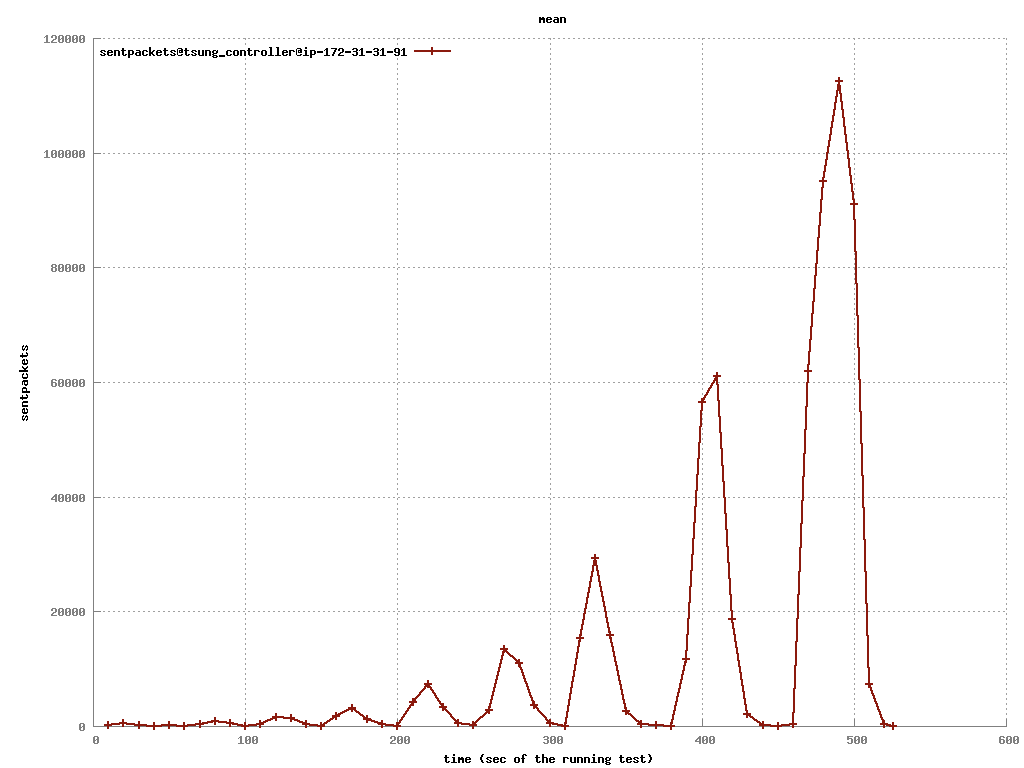 mean
120000
sentpackets@tsung_controller@ip-172-31-31-91
100000
80000
60000
sentpackets
40000
20000
0
0 100 200 300 400 500 600
time (sec of the running test)